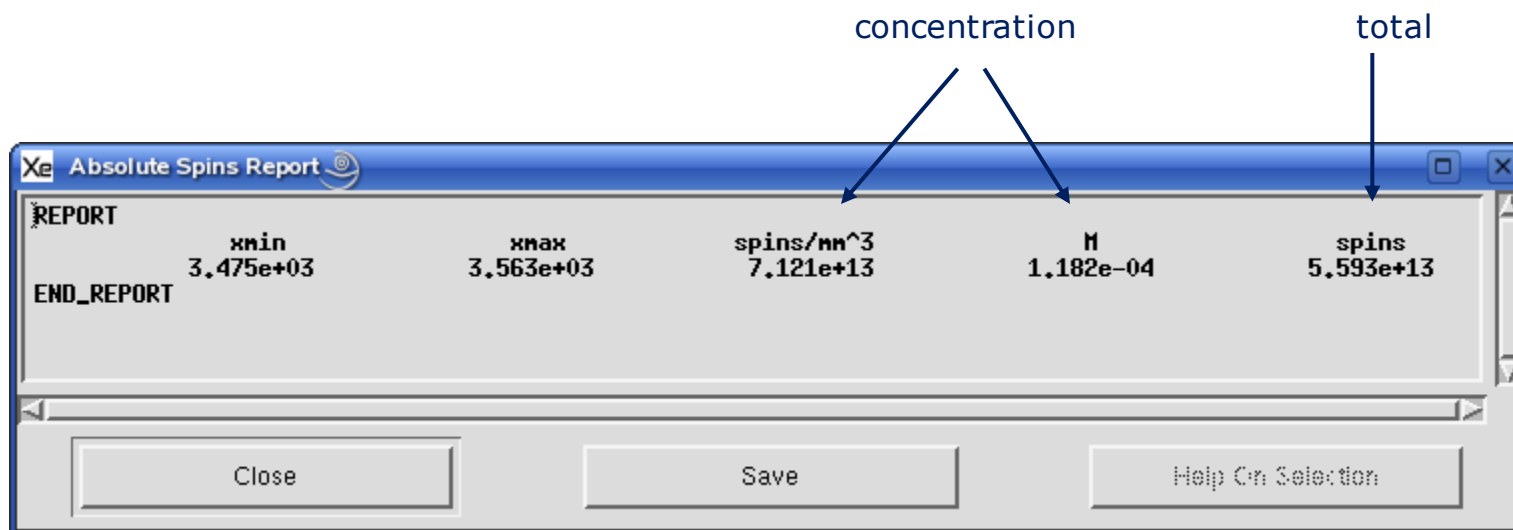 concentration total
Xe Absolute Spins Report
REPORT
xmin xmax spins/mm^3 M spins
3.475e+03 3.563e+03 7.121e+13 1.182e-04 5.593e+13
END_REPORT
Close Save Help On Selection